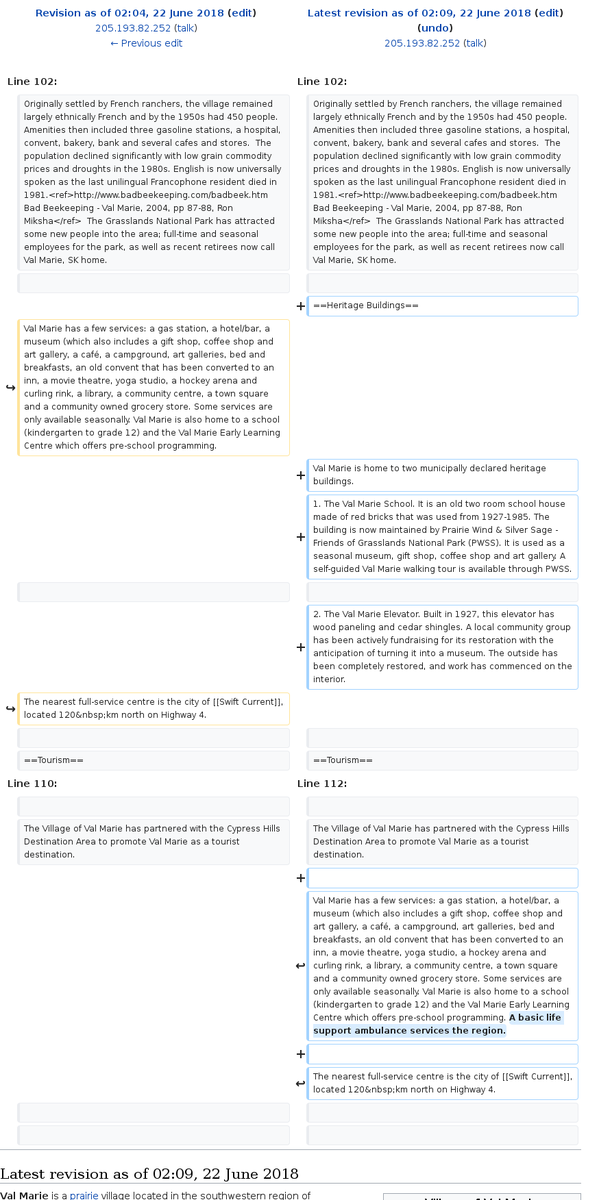 Revision as of 02:04, 22 June 2018 (edit)
205.193.82.252 (talk)
← Previous edit
Latest revision as of 02:09, 22 June 2018 (edit)
(undo)
205.193.82.252 (talk)
Line 102:
Line 102:
Originally settled by French ranchers, the village remained
largely ethnically French and by the 1950s had 450 people.
Amenities then included three gasoline stations, a hospital,
convent, bakery, bank and several cafes and stores.  The
population declined significantly with low grain commodity
prices and droughts in the 1980s. English is now universally
spoken as the last unilingual Francophone resident died in
1981.<ref>http://www.badbeekeeping.com/badbeek.htm
Bad Beekeeping - Val Marie, 2004, pp 87-88, Ron
Miksha</ref>  The Grasslands National Park has attracted
some new people into the area; full-time and seasonal
employees for the park, as well as recent retirees now call
Val Marie, SK home.
Originally settled by French ranchers, the village remained
largely ethnically French and by the 1950s had 450 people.
Amenities then included three gasoline stations, a hospital,
convent, bakery, bank and several cafes and stores.  The
population declined significantly with low grain commodity
prices and droughts in the 1980s. English is now universally
spoken as the last unilingual Francophone resident died in
1981.<ref>http://www.badbeekeeping.com/badbeek.htm
Bad Beekeeping - Val Marie, 2004, pp 87-88, Ron
Miksha</ref>  The Grasslands National Park has attracted
some new people into the area; full-time and seasonal
employees for the park, as well as recent retirees now call
Val Marie, SK home.
+ ==Heritage Buildings==
Val Marie has a few services: a gas station, a hotel/bar, a
museum (which also includes a gift shop, coffee shop and
art gallery, a café, a campground, art galleries, bed and
breakfasts, an old convent that has been converted to an
inn, a movie theatre, yoga studio, a hockey arena and
curling rink, a library, a community centre, a town square
and a community owned grocery store. Some services are
only available seasonally. Val Marie is also home to a school
(kindergarten to grade 12) and the Val Marie Early Learning
Centre which offers pre-school programming.
+ Val Marie is home to two municipally declared heritage
buildings.
+ 1. The Val Marie School. It is an old two room school house
made of red bricks that was used from 1927-1985. The
building is now maintained by Prairie Wind & Silver Sage -
Friends of Grasslands National Park (PWSS). It is used as a
seasonal museum, gift shop, coffee shop and art gallery. A
self-guided Val Marie walking tour is available through PWSS.
+ 2. The Val Marie Elevator. Built in 1927, this elevator has
wood paneling and cedar shingles. A local community group
has been actively fundraising for its restoration with the
anticipation of turning it into a museum. The outside has
been completely restored, and work has commenced on the
interior.
The nearest full-service centre is the city of [[Swift Current]],
located 120&nbsp;km north on Highway 4.
==Tourism==
==Tourism==
Line 110:
Line 112:
The Village of Val Marie has partnered with the Cypress Hills
Destination Area to promote Val Marie as a tourist
destination.
The Village of Val Marie has partnered with the Cypress Hills
Destination Area to promote Val Marie as a tourist
destination.
+
Val Marie has a few services: a gas station, a hotel/bar, a
museum (which also includes a gift shop, coffee shop and
art gallery, a café, a campground, art galleries, bed and
breakfasts, an old convent that has been converted to an
inn, a movie theatre, yoga studio, a hockey arena and
curling rink, a library, a community centre, a town square
and a community owned grocery store. Some services are
only available seasonally. Val Marie is also home to a school
(kindergarten to grade 12) and the Val Marie Early Learning
Centre which offers pre-school programming. A basic life
support ambulance services the region.
+
The nearest full-service centre is the city of [[Swift Current]],
located 120&nbsp;km north on Highway 4.
Latest revision as of 02:09, 22 June 2018
Val Marie is a prairie village located in the southwestern region of